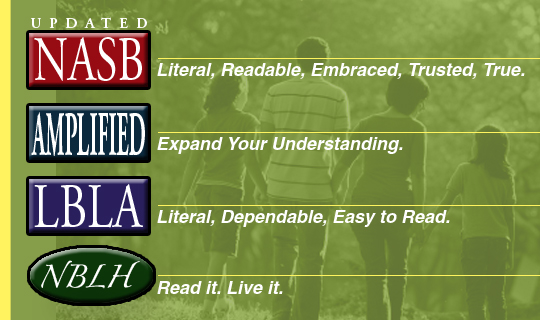 UPDATED
NASB
Literal, Readable, Embraced, Trusted, True.
AMPLIFIED
Expand Your Understanding.
LBLA
Literal, Dependable, Easy to Read.
NBLH
Read it. Live it.